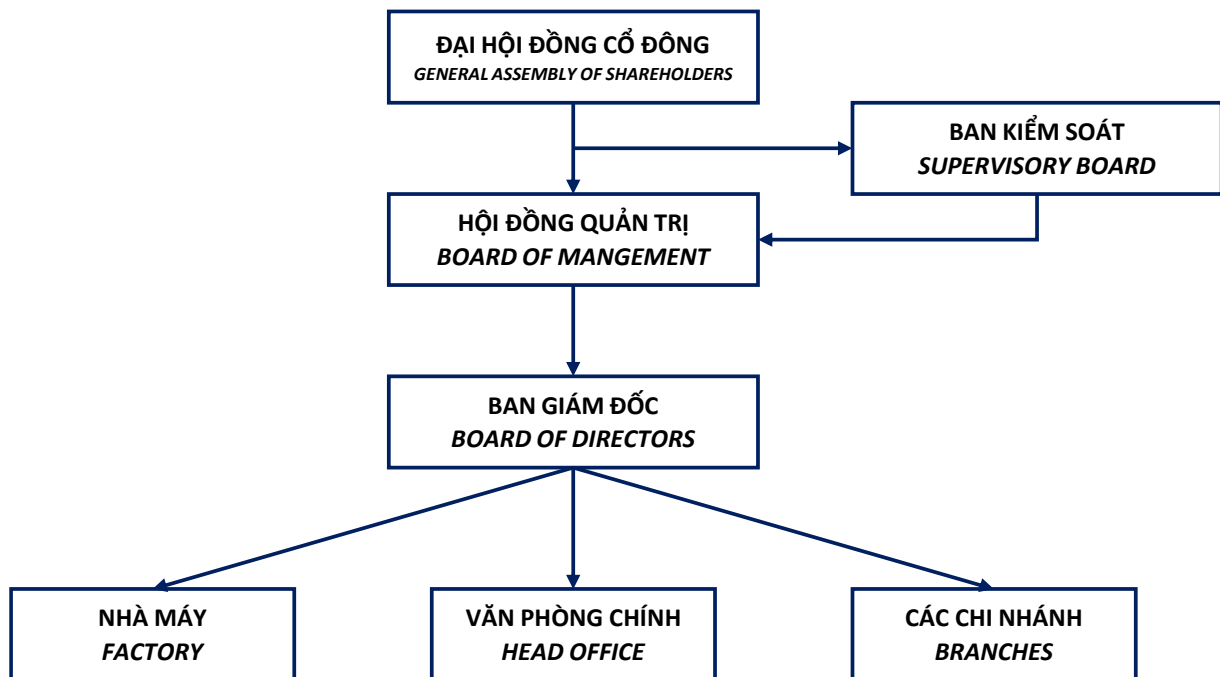 ĐẠI HỘI ĐỒNG CỔ ĐÔNG
GENERAL ASSEMBLY OF SHAREHOLDERS
BAN KIỂM SOÁT
SUPERVISORY BOARD
HỘI ĐỒNG QUẢN TRỊ
BOARD OF MANGEMENT
BAN GIÁM ĐỐC
BOARD OF DIRECTORS
NHÀ MÁY
FACTORY
VĂN PHÒNG CHÍNH
HEAD OFFICE
CÁC CHI NHÁNH
BRANCHES